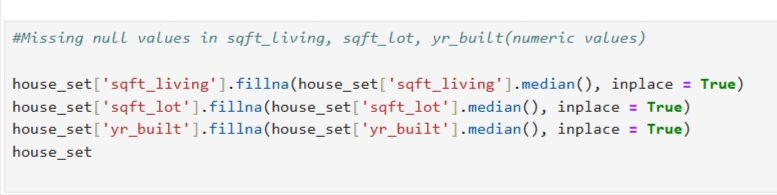 #Missing null values in sqft_living, sqft_lot, yr_built(numeric values)
house_set['sqft_living'].fillna(house_set['sqft_living'].median(), inplace = True)
house_set['sqft_lot'].fillna(house_set['sqft_lot'].median(), inplace = True)
house_set['yr_built'].fillna(house_set['yr_built'].median(), inplace = True)
house_set